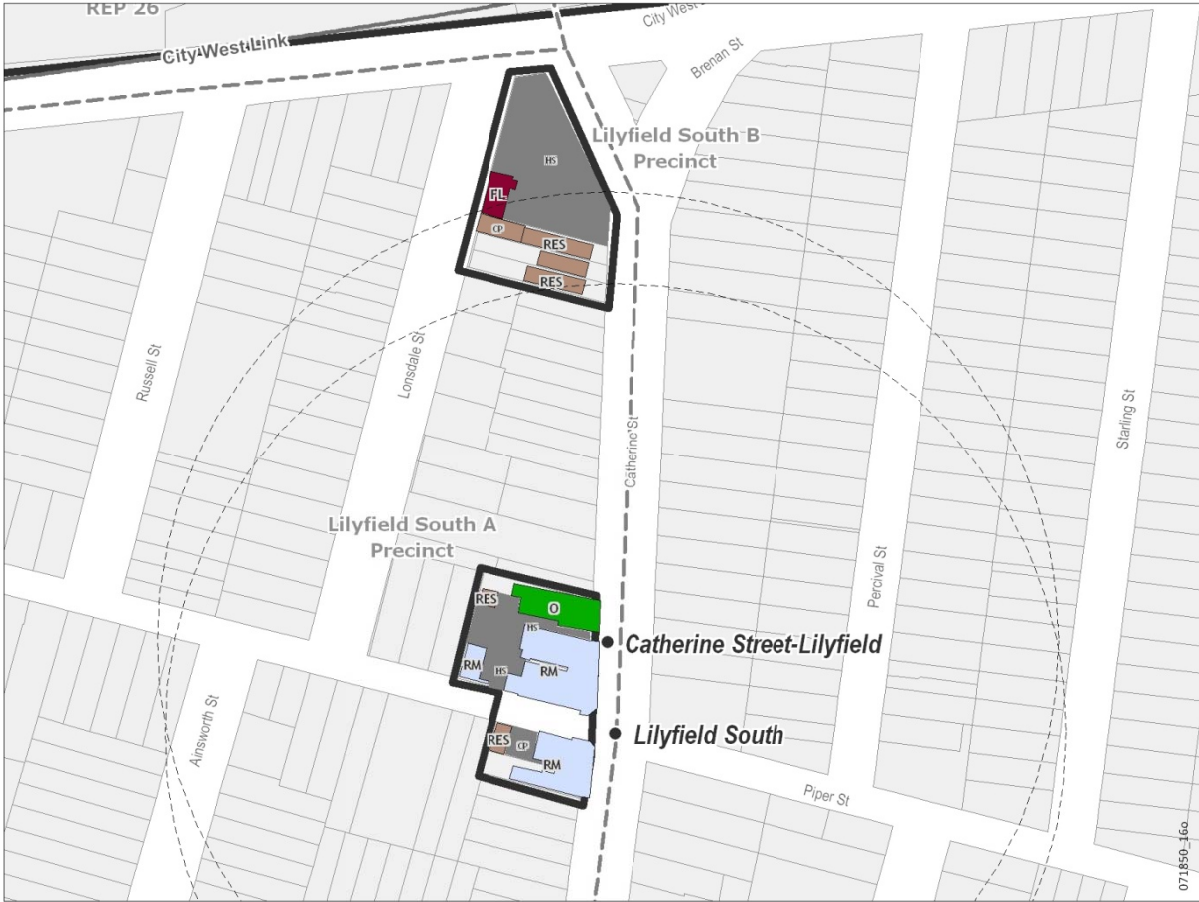 REP 26
City West Link
City West
Brenan St
Lilyfield South B
Precinct
HS
FL
CP
RES
RES
Russell St
Lonsdale St
Catherine St
Starling St
Lilyfield South A
Precinct
RES
O
HS
Catherine Street-Lilyfield
RM
HS
RM
Percival St
Ainsworth St
RES
CP
Lilyfield South
RM
Piper St
071850_16o